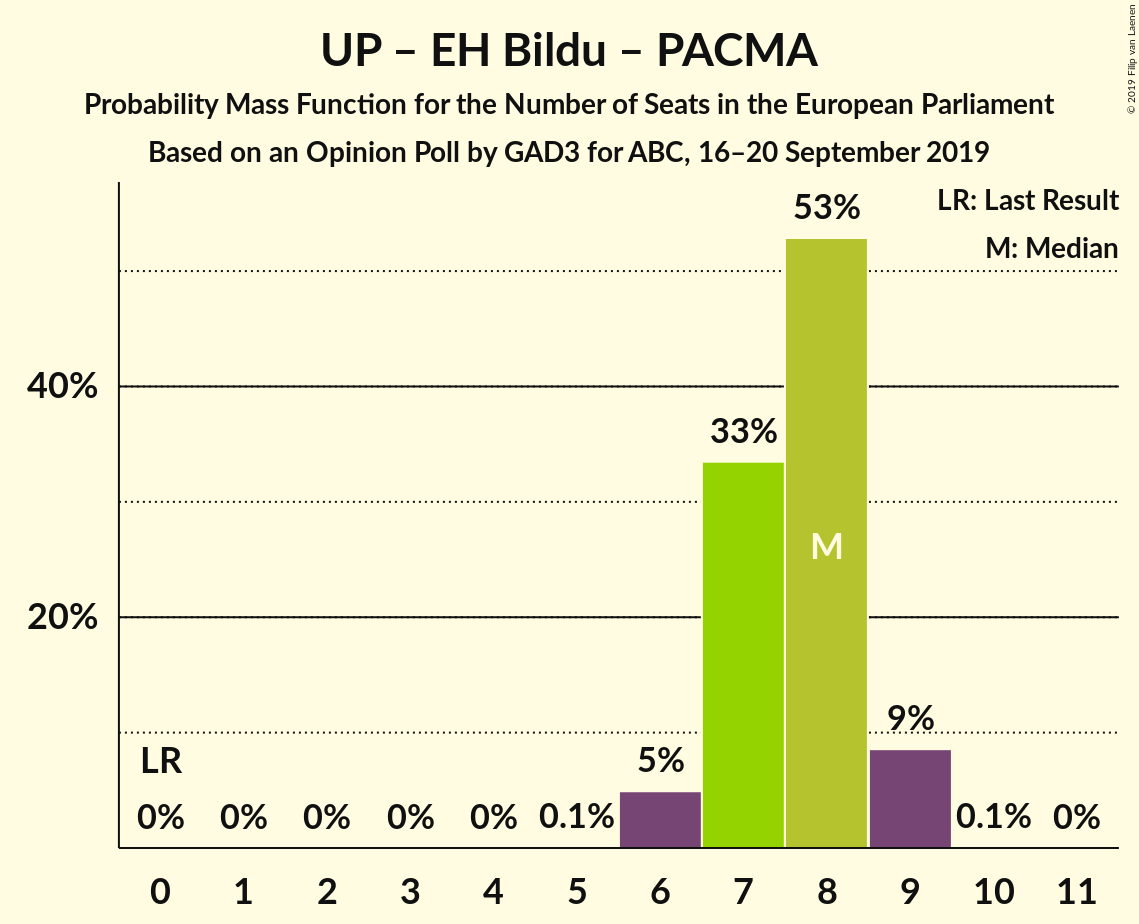 UP – EH Bildu – PACMA
Probability Mass Function for the Number of Seats in the European Parliament
Based on an Opinion Poll by GAD3 for ABC, 16–20 September 2019
© 2019 Filip van Laenen
LR: Last Result
M: Median
53%
40%
33%
M
20%
9%
LR
5%
0% 0% 0% 0% 0% 0.1% 0.1% 0%
0 1 2 3 4 5 6 7 8 9 10 11